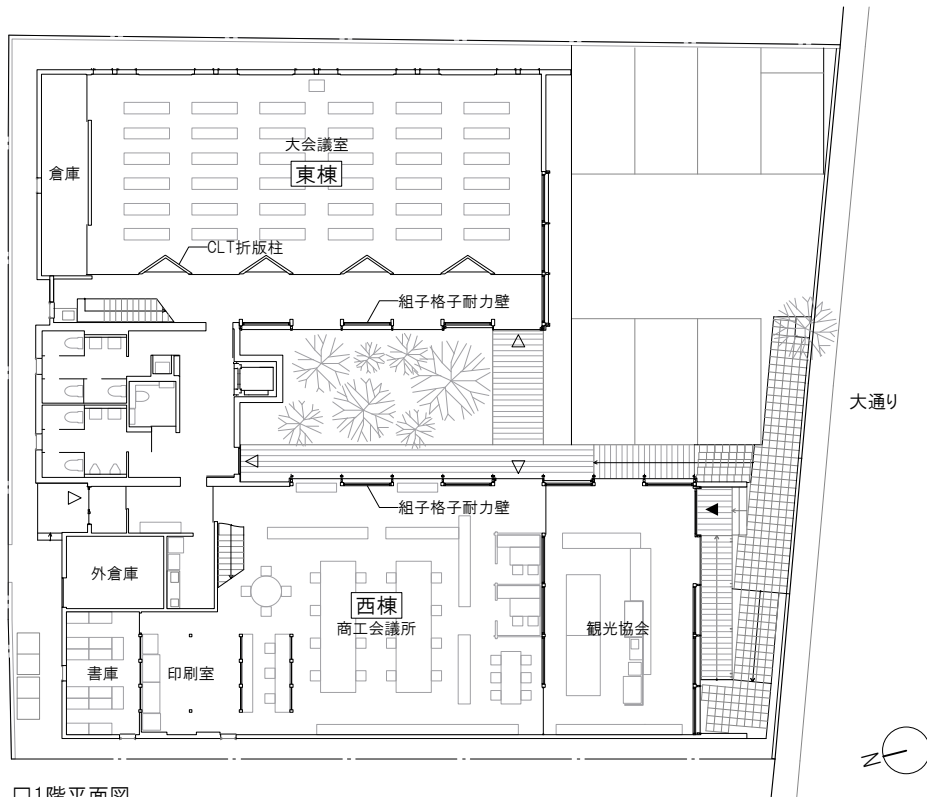 大会議室
東棟
倉庫
CLT折版柱
組子格子耐力壁
大通り
組子格子耐力壁
外倉庫
西棟
商工会議所
観光協会
書庫
印刷室
N
□1階平面図